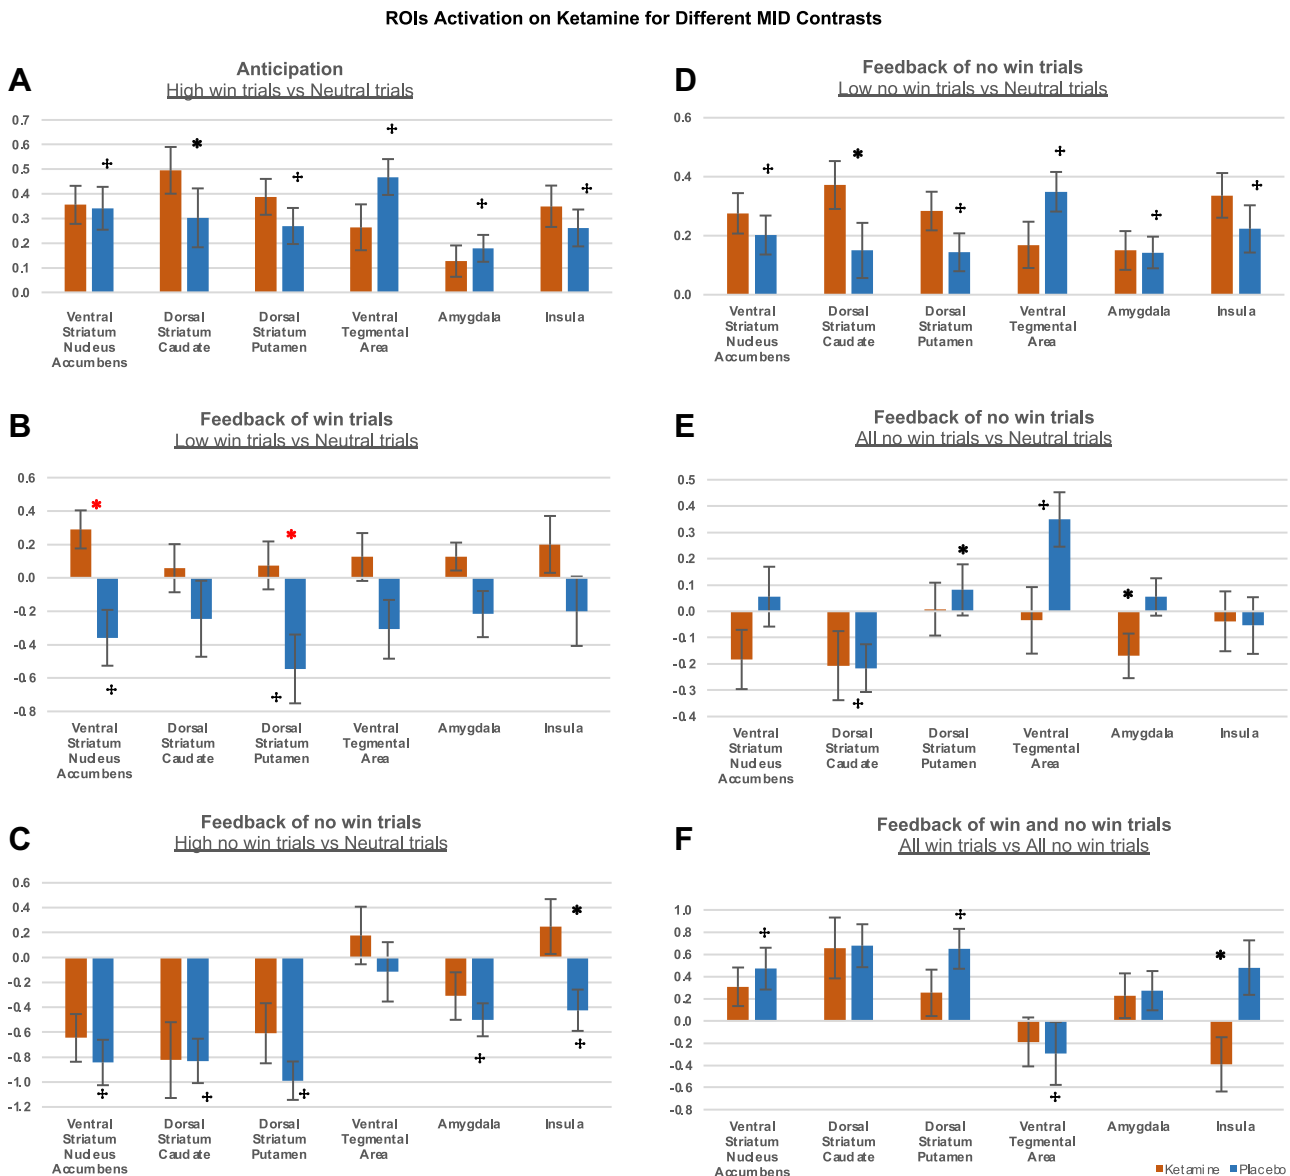 ROIs Activation on Ketamine for Different MID Contrasts
A
Anticipation
High win trials vs Neutral trials
0.7
0.6
0.5
0.4
0.3
0.2
0.1
0.0
Ventral Striatum Nucleus Accumbens
Dorsal Striatum Caudate
Dorsal Striatum Putamen
Ventral Tegmental Area
Amygdala
Insula
D
Feedback of no win trials
Low no win trials vs Neutral trials
0.6
0.4
0.2
0.0
Ventral Striatum Nucleus Accumbens
Dorsal Striatum Caudate
Dorsal Striatum Putamen
Ventral Tegmental Area
Amygdala
Insula
B
Feedback of win trials
Low win trials vs Neutral trials
0.6
0.4
0.2
0.0
-0.2
-0.4
-0.6
-0.8
Ventral Striatum Nucleus Accumbens
Dorsal Striatum Caudate
Dorsal Striatum Putamen
Ventral Tegmental Area
Amygdala
Insula
E
Feedback of no win trials
All no win trials vs Neutral trials
0.5
0.4
0.3
0.2
0.1
0.0
-0.1
-0.2
-0.3
-0.4
Ventral Striatum Nucleus Accumbens
Dorsal Striatum Caudate
Dorsal Striatum Putamen
Ventral Tegmental Area
Amygdala
Insula
C
Feedback of no win trials
High no win trials vs Neutral trials
0.6
0.4
0.2
0.0
-0.2
-0.4
-0.6
-0.8
-1.0
-1.2
Ventral Striatum Nucleus Accumbens
Dorsal Striatum Caudate
Dorsal Striatum Putamen
Ventral Tegmental Area
Amygdala
Insula
F
Feedback of win and no win trials
All win trials vs All no win trials
1.0
0.8
0.6
0.4
0.2
0.0
-0.2
-0.4
-0.6
-0.8
Ventral Striatum Nucleus Accumbens
Dorsal Striatum Caudate
Dorsal Striatum Putamen
Ventral Tegmental Area
Amygdala
Insula
Ketamine
Placebo